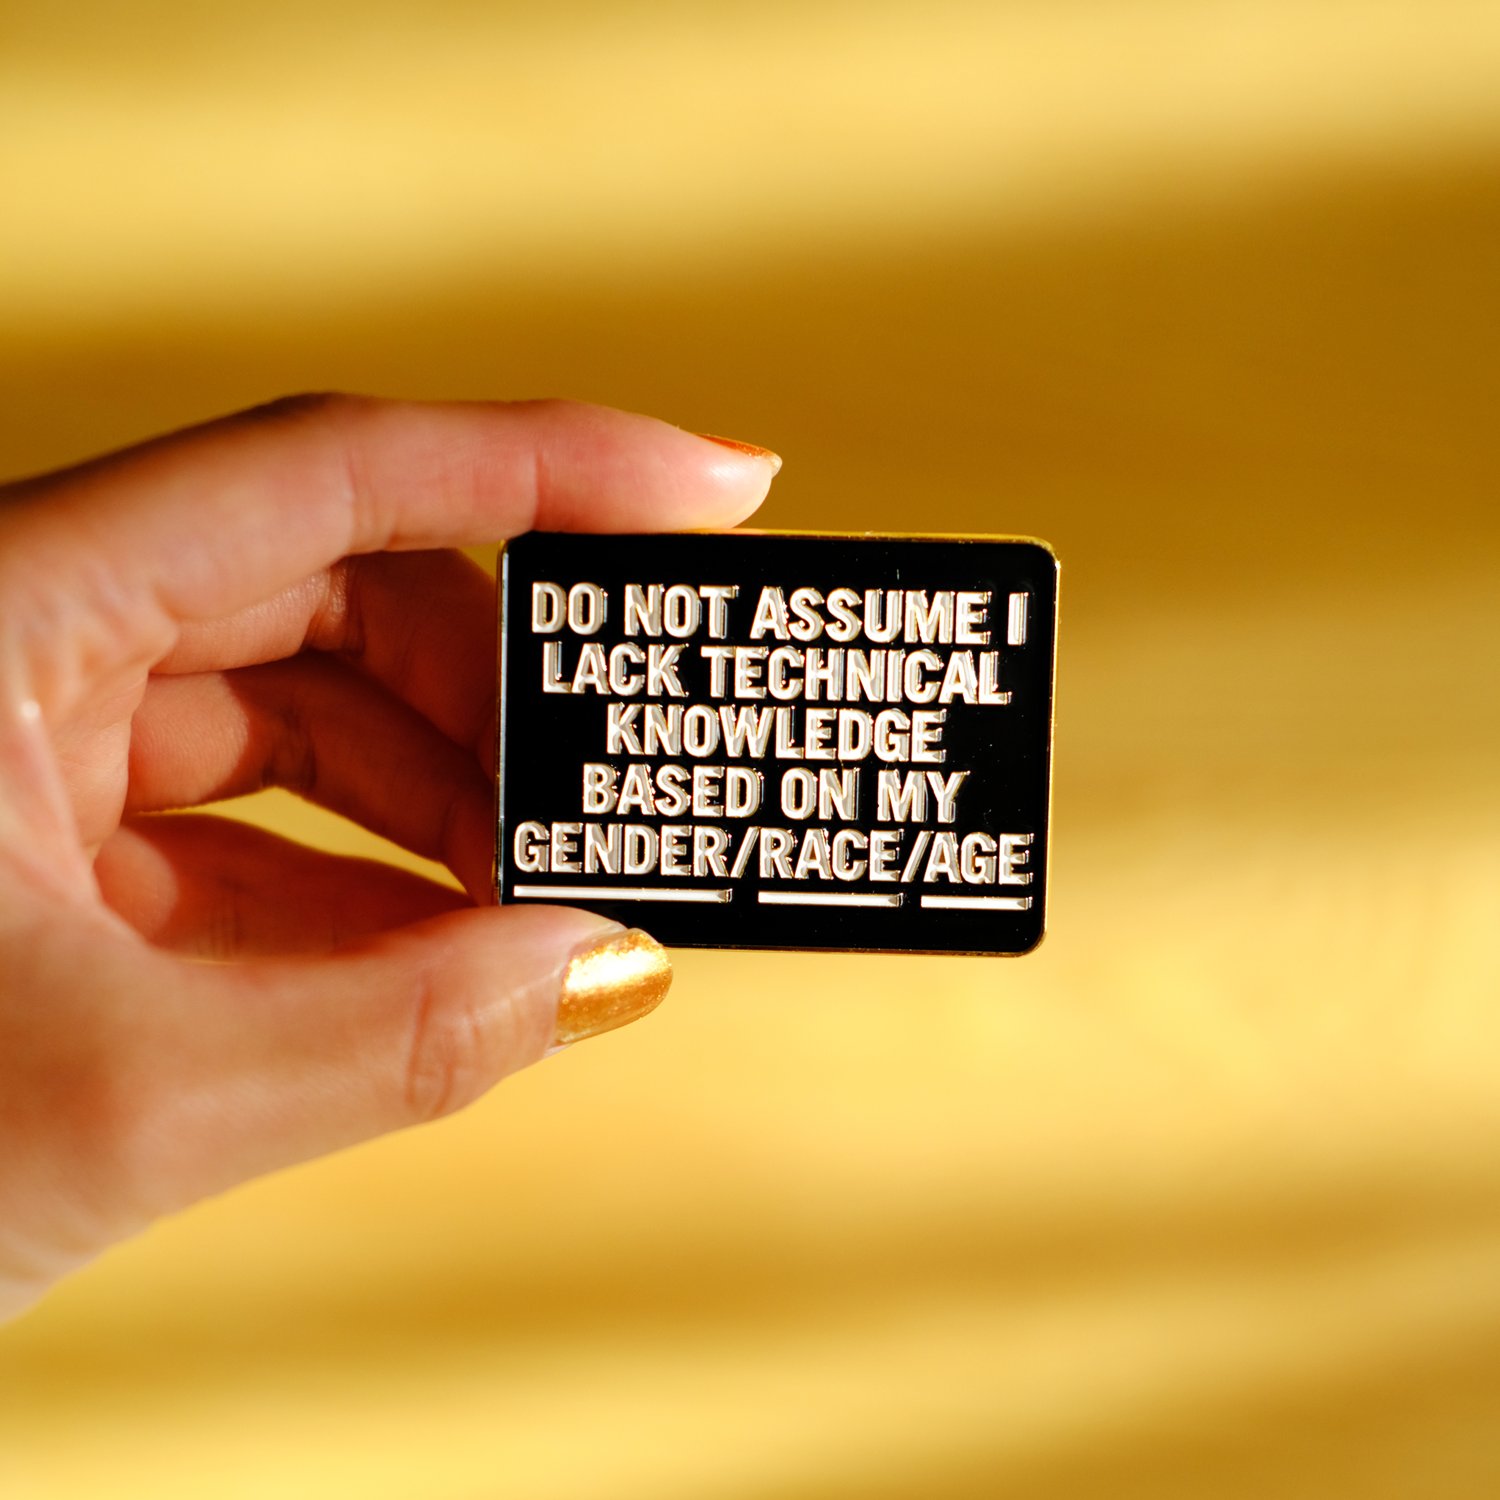 DO NOT ASSUME I
LACK TECHNICAL
KNOWLEDGE
BASED ON MY
GENDER/RACE/AGE